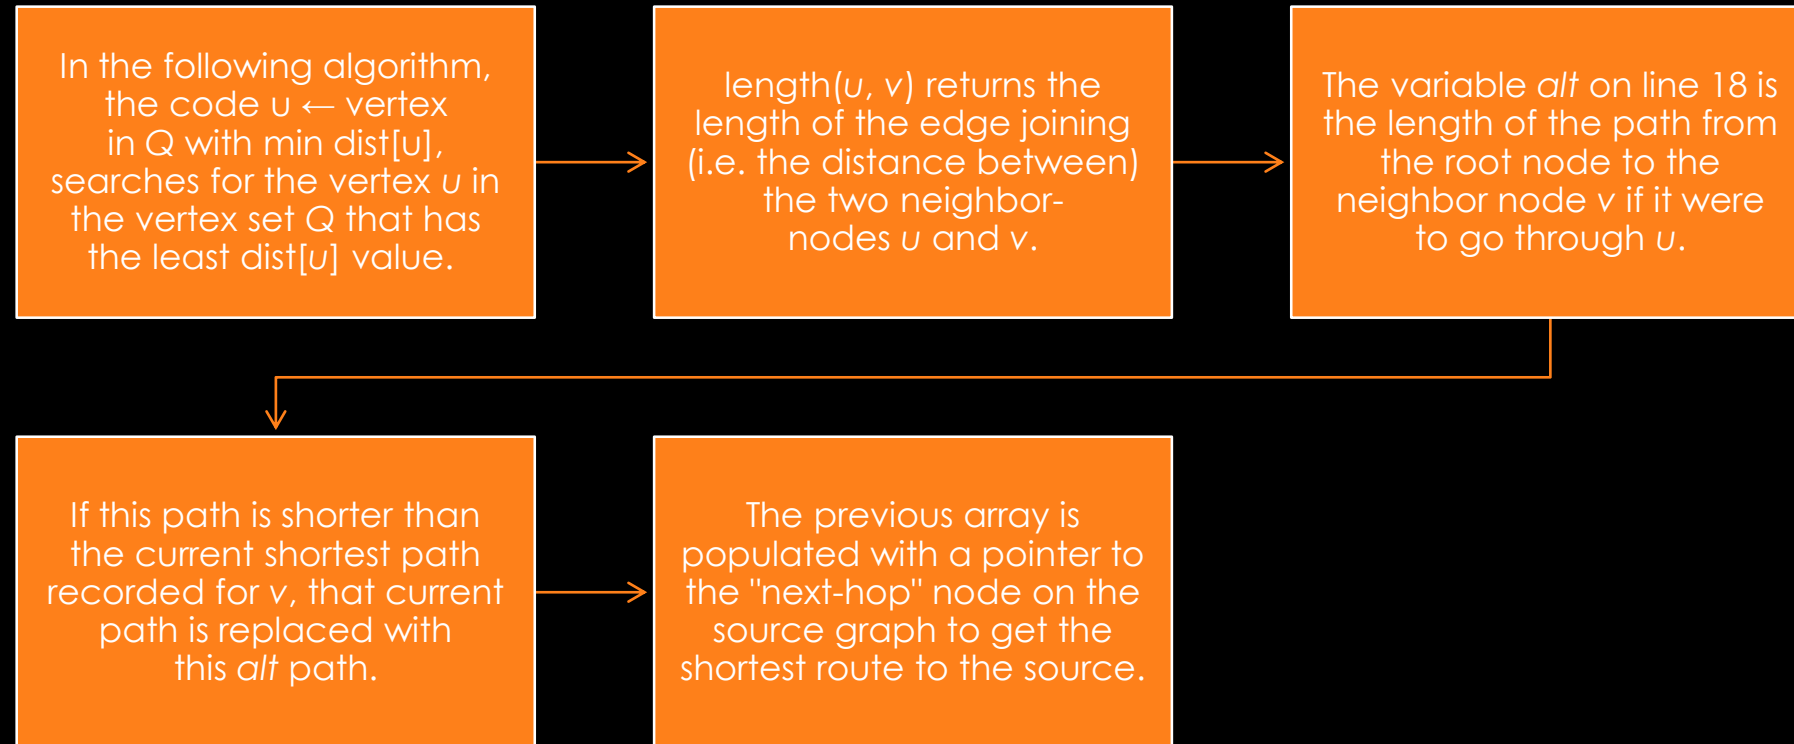 In the following algorithm,
the code u ← vertex
in Q with min dist[u],
searches for the vertex u in
the vertex set Q that has
the least dist[u] value.
length(u, v) returns the
length of the edge joining
(i.e. the distance between)
the two neighbor-
nodes u and v.
The variable alt on line 18 is
the length of the path from
the root node to the
neighbor node v if it were
to go through u.
If this path is shorter than
the current shortest path
recorded for v, that current
path is replaced with
this alt path.
The previous array is
populated with a pointer to
the "next-hop" node on the
source graph to get the
shortest route to the source.